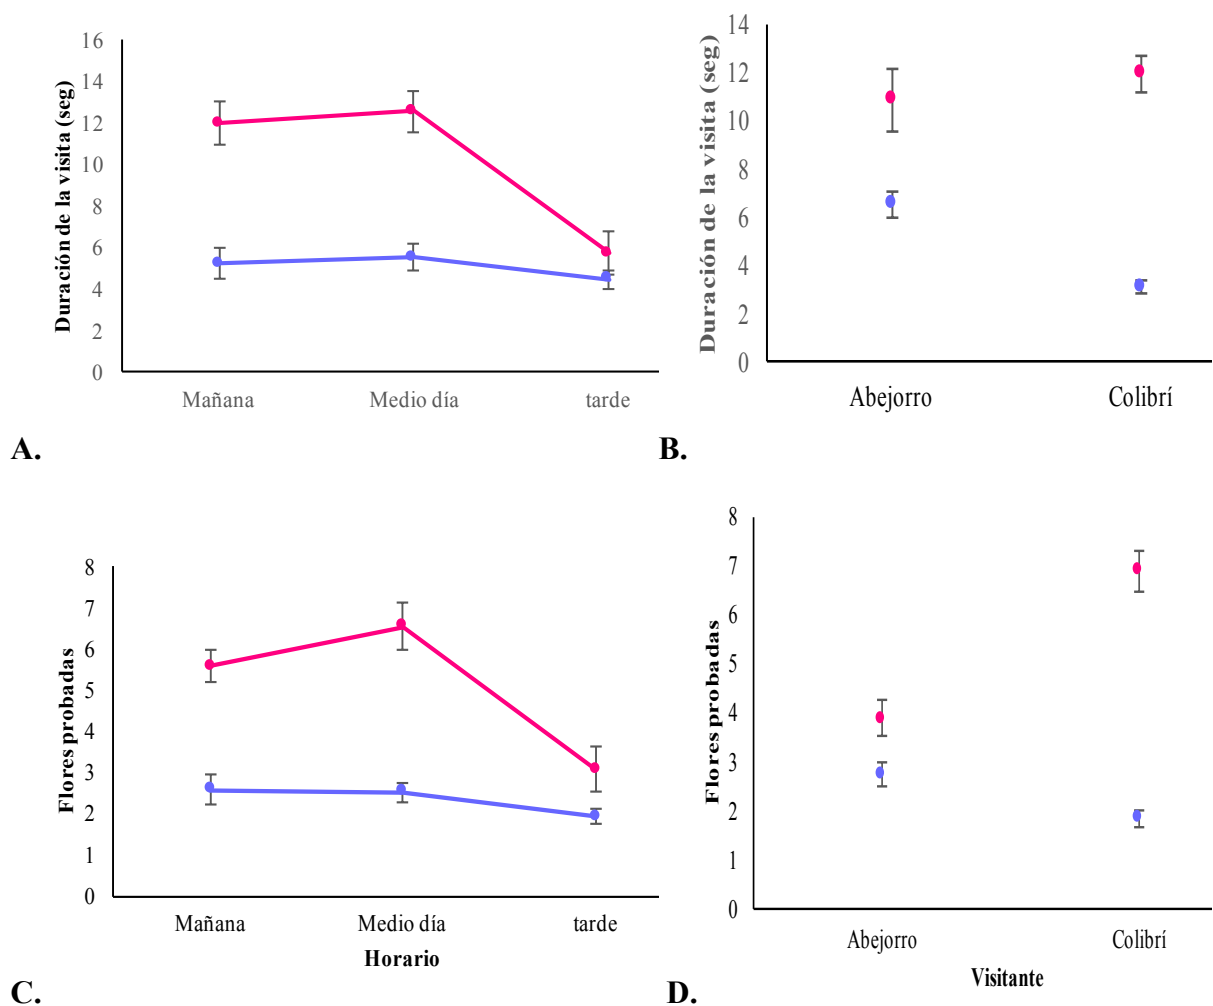 Duración de la visita (seg)
16
14
12
10
8
6
4
2
0
Mañana Medio día tarde
A.
Duración de la visita (seg)
14
12
10
8
6
4
2
0
Abejorro Colibrí
B.
Flores probadas
8
7
6
5
4
3
2
1
0
Mañana Medio día tarde
Horario
C.
Flores probadas
8
7
6
5
4
3
2
1
0
Abejorro Colibrí
Visitante
D.